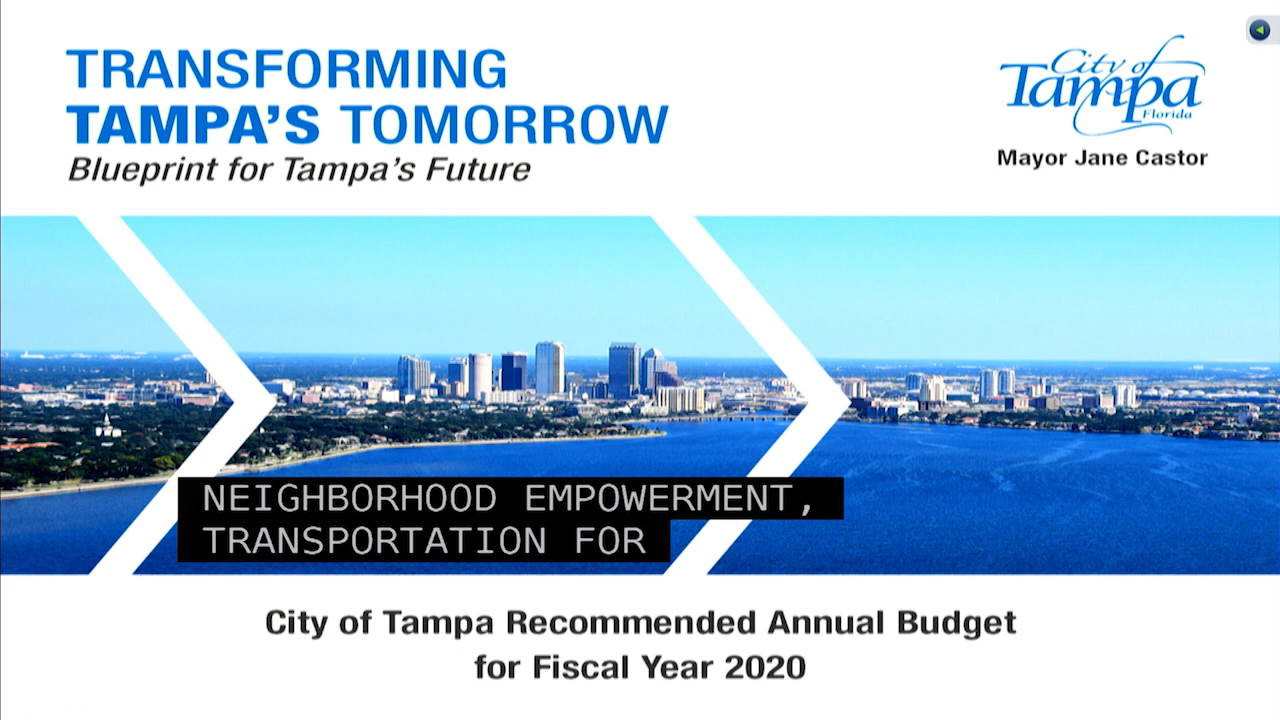 TRANSFORMING
TAMPA'S TOMORROW
Blueprint for Tampa's Future
City of
Tampa
Florida
Mayor Jane Castor
NEIGHBORHOOD EMPOWERMENT,
TRANSPORTATION FOR
City of Tampa Recommended Annual Budget
for Fiscal Year 2020